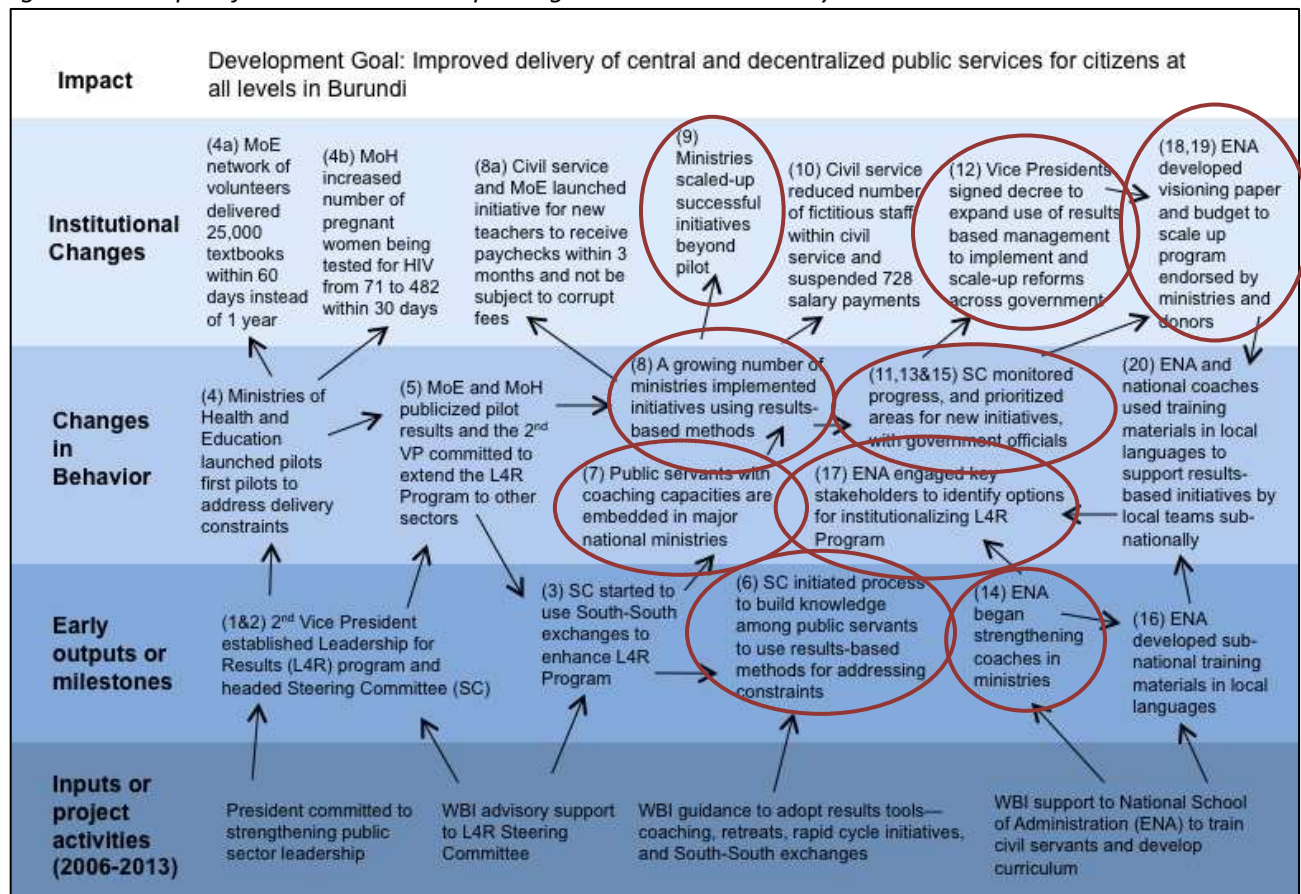 Impact
Development Goal: Improved delivery of central and decentralized public services for citizens at
all levels in Burundi
Institutional
Changes
(4a) MoE
network of
volunteers
delivered
25,000
textbooks
within 60
days instead
of 1 year
(4b) MoH
increased
number of
pregnant
women being
tested for HIV
from 71 to 482
within 30 days
(8a) Civil service
and MoE launched
initiative for new
teachers to receive
paychecks within 3
months and not be
subject to corrupt
fees
(9)
Ministries
scaled-up
successful
initiatives
beyond
pilot
(10) Civil service
reduced number
of fictitious staff
within civil
service and
suspended 728
salary payments
(12) Vice Presidents
signed decree to
expand use of results
based management
to implement and
scale-up reforms
across government
(18,19) ENA
developed
visioning paper
and budget to
scale up
program
endorsed by
ministries and
donors
Changes
in
Behavior
(4) Ministries of
Health and
Education
launched pilots
first pilots to
address delivery
constraints
(5) MoE and MoH
publicized pilot
results and the 2nd
VP committed to
extend the L4R
Program to other
sectors
(8) A growing number of
ministries implemented
initiatives using results-
based methods
(11,13&15) SC monitored
progress, and prioritized
areas for new initiatives,
with government officials
(7) Public servants with
coaching capacities are
embedded in major
national ministries
(17) ENA engaged key
stakeholders to identify options
for institutionalizing L4R
Program
(20) ENA and
national coaches
used training
materials in local
languages to
support results-
based initiatives by
local teams sub-
nationally
Early
outputs or
milestones
(1&2) 2nd Vice President
established Leadership for
Results (L4R) program and
headed Steering Committee (SC)
(3) SC started to
use South-South
exchanges to
enhance L4R
Program
(6) SC initiated process
to build knowledge
among public servants
to use results-based
methods for addressing
constraints
(14) ENA
began
strengthening
coaches in
ministries
(16) ENA
developed sub-
national training
materials in local
languages
Inputs or
project
activities
(2006-2013)
President committed to
strengthening public
sector leadership
WBI advisory support
to L4R Steering
Committee
WBI guidance to adopt results tools—
coaching, retreats, rapid cycle initiatives,
and South-South exchanges
WBI support to National School
of Administration (ENA) to train
civil servants and develop
curriculum